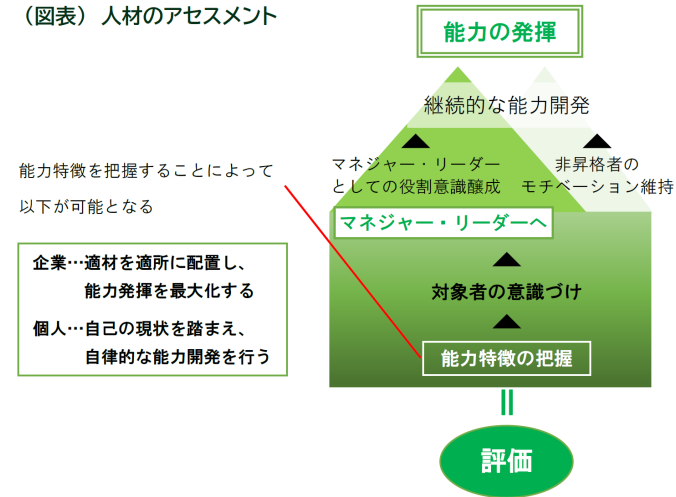 （図表）人材のアセスメント
能力の発揮
継続的な能力開発
マネジャー・リーダー
としての役割意識醸成
非昇格者の
モチベーション維持
能力特徴を把握することによって
以下が可能となる
マネジャー・リーダーへ
企業…適材を適所に配置し、
能力発揮を最大化する
個人…自己の現状を踏まえ、
自律的な能力開発を行う
対象者の意識づけ
能力特徴の把握
評価